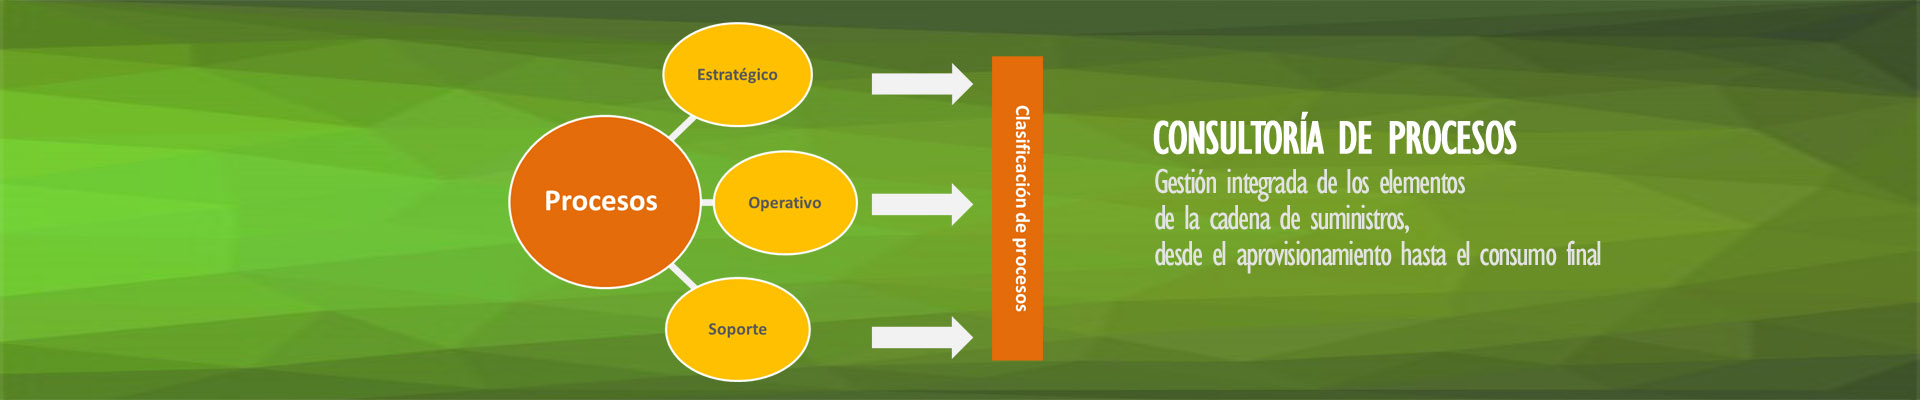 Estratégico
Procesos
Operativo
Soporte
Clasificación de procesos
CONSULTORÍA DE PROCESOS
Gestión integrada de los elementos
de la cadena de suministros,
desde el aprovisionamiento hasta el consumo final